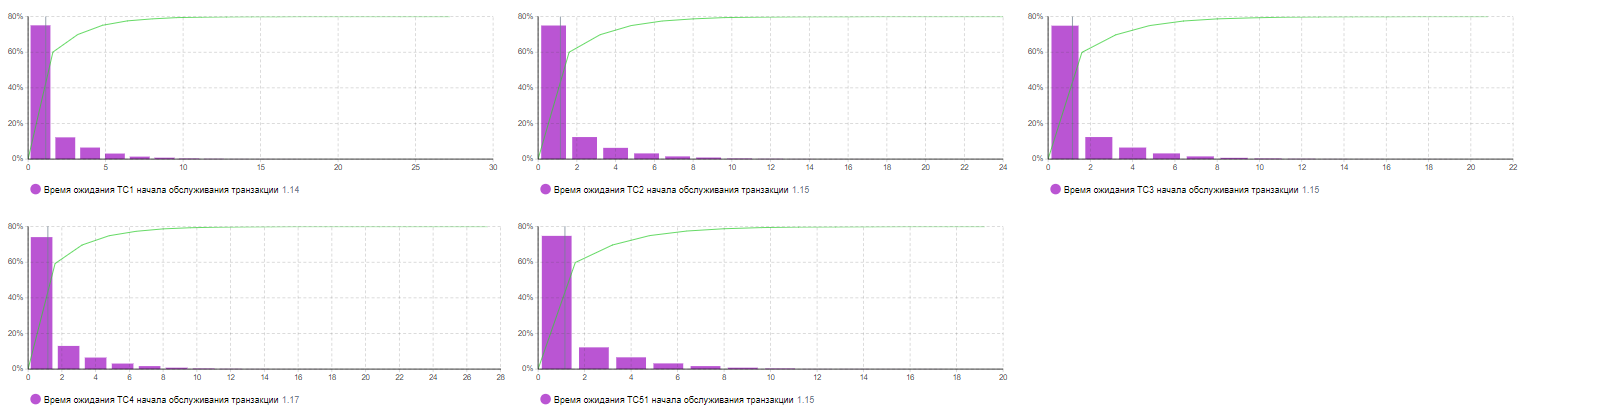 80%
60%
40%
20%
0%
0 5 10 15 20 25 30
Время ожидания ТС1 начала обслуживания транзакции 1.14
80%
60%
40%
20%
0%
0 2 4 6 8 10 12 14 16 18 20 22 24
Время ожидания ТС2 начала обслуживания транзакции 1.15
80%
60%
40%
20%
0%
0 2 4 6 8 10 12 14 16 18 20 22
Время ожидания ТС3 начала обслуживания транзакции 1.15
80%
60%
40%
20%
0%
0 2 4 6 8 10 12 14 16 18 20 22 24 26 28
Время ожидания ТС4 начала обслуживания транзакции 1.17
80%
60%
40%
20%
0%
0 2 4 6 8 10 12 14 16 18 20
Время ожидания ТС51 начала обслуживания транзакции 1.15